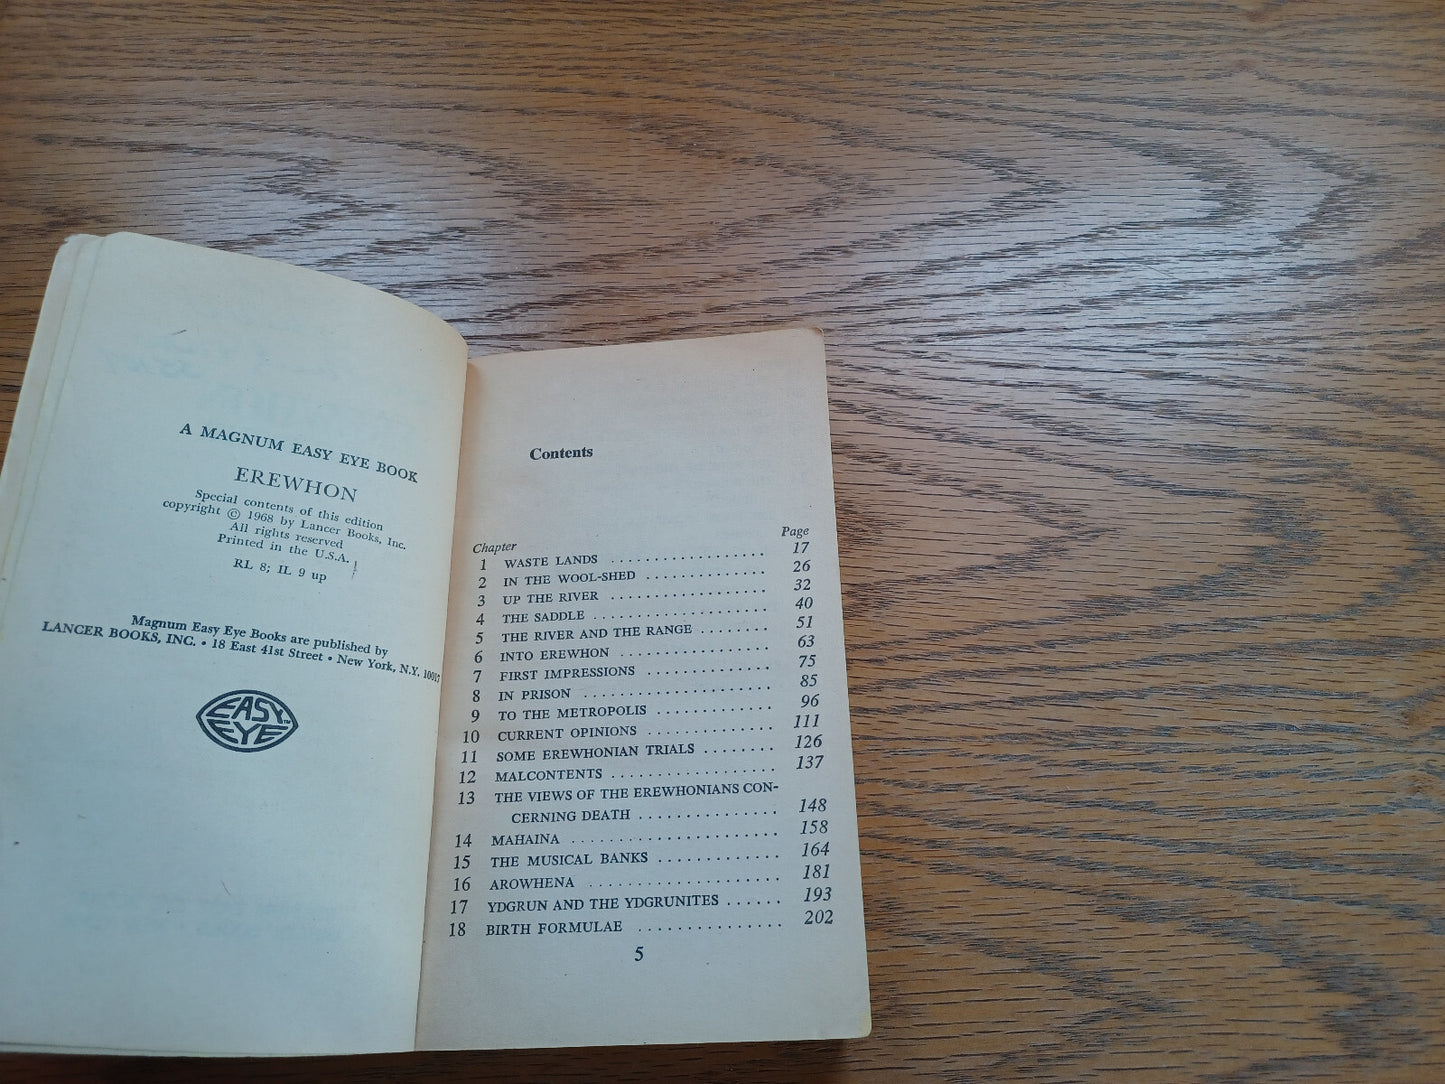 A MAGNUM EASY EYE BOOK
EREWHON
Special contents of this edition
copyright © 1968 by Lancer Books, Inc.
All rights reserved
Printed in the U.S.A.
RL 8; IL 9 up
Magnum Easy Eye Books are published by
LANCER BOOKS, INC. • 18 East 41st Street • New York, N.Y. 10017
EASY
EYE
Contents
Chapter Page
1 WASTE LANDS .................. 17
2 IN THE WOOL-SHED .............. 26
3 UP THE RIVER .................. 32
4 THE SADDLE .................... 40
5 THE RIVER AND THE RANGE ........ 51
6 INTO EREWHON .................. 63
7 FIRST IMPRESSIONS .............. 75
8 IN PRISON ...................... 85
9 TO THE METROPOLIS ............. 96
10 CURRENT OPINIONS .............. 111
11 SOME EREWHONIAN TRIALS ........ 126
12 MALCONTENTS .................. 137
13 THE VIEWS OF THE EREWHONIANS CON-
CERNING DEATH ................ 148
14 MAHAINA ...................... 158
15 THE MUSICAL BANKS ............. 164
16 AROWHENA ..................... 181
17 YDGRUN AND THE YDGRUNITES ...... 193
18 BIRTH FORMULAE ................ 202
5